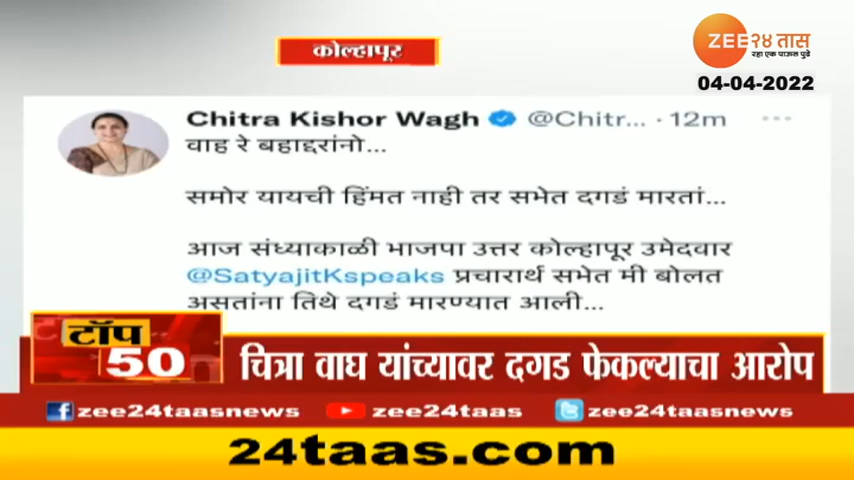 कोल्हापूर
ZEE २४ तास
रहा एक पाऊल पुढे
04-04-2022
Chitra Kishor Wagh @Chitr... · 12m ...
वाह रे बहाद्दरांनो...
समोर यायची हिंमत नाही तर सभेत दगडं मारतां...
आज संध्याकाळी भाजपा उत्तर कोल्हापूर उमेदवार
@SatyajitKspeaks प्रचारार्थ सभेत मी बोलत
असतांना तिथे दगडं मारण्यात आली...
टॉप
50
चित्रा वाघ यांच्यावर दगड फेकल्याचा आरोप
zee24taasnews zee24taas zee24taasnews
24taas.com